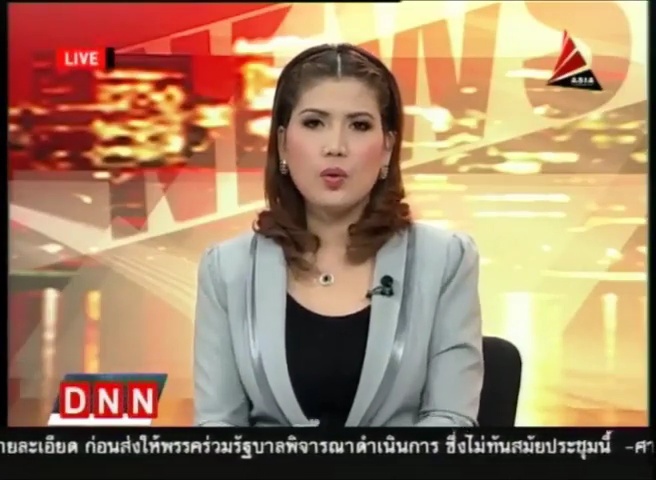 NEWS
LIVE
ASIA
DNN
ายละเอียด ก่อนส่งให้พรรคร่วมรัฐบาลพิจารณาดำเนินการ ซึ่งไม่ทันสมัยประชุมนี้ -ศา